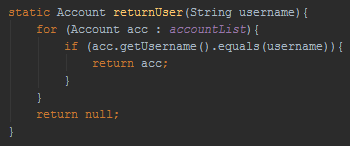 static Account returnUser(String username){
    for (Account acc : accountList){
        if (acc.getUsername().equals(username)){
            return acc;
        }
    }
    return null;
}